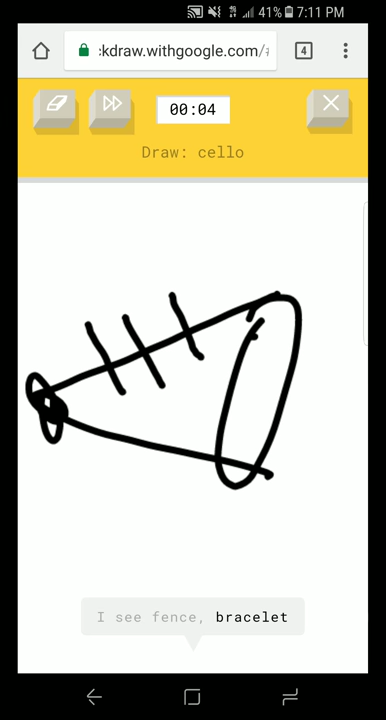 41% 7:11 PM
:kdraw.withgoogle.com/ 4
00:04
Draw: cello
I see fence, bracelet